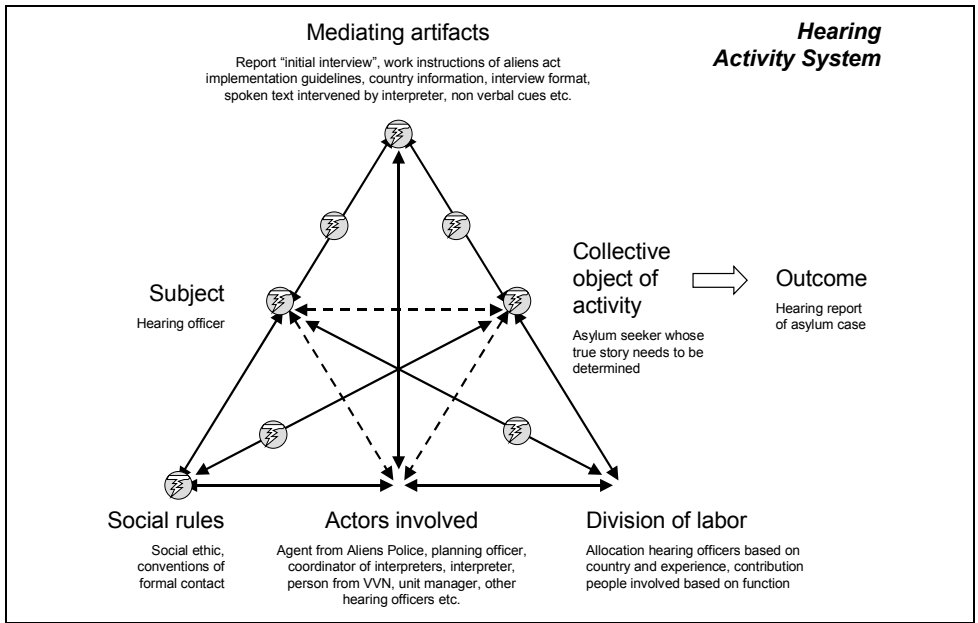 Hearing
Activity System
Mediating artifacts
Report “initial interview”, work instructions of aliens act
implementation guidelines, country information, interview format,
spoken text intervened by interpreter, non verbal cues etc.
Subject
Hearing officer
Collective
object of
activity
Asylum seeker whose
true story needs to be
determined
Outcome
Hearing report
of asylum case
Social rules
Social ethic,
conventions of
formal contact
Actors involved
Agent from Aliens Police, planning officer,
coordinator of interpreters, interpreter,
person from VVN, unit manager, other
hearing officers etc.
Division of labor
Allocation hearing officers based on
country and experience, contribution
people involved based on function